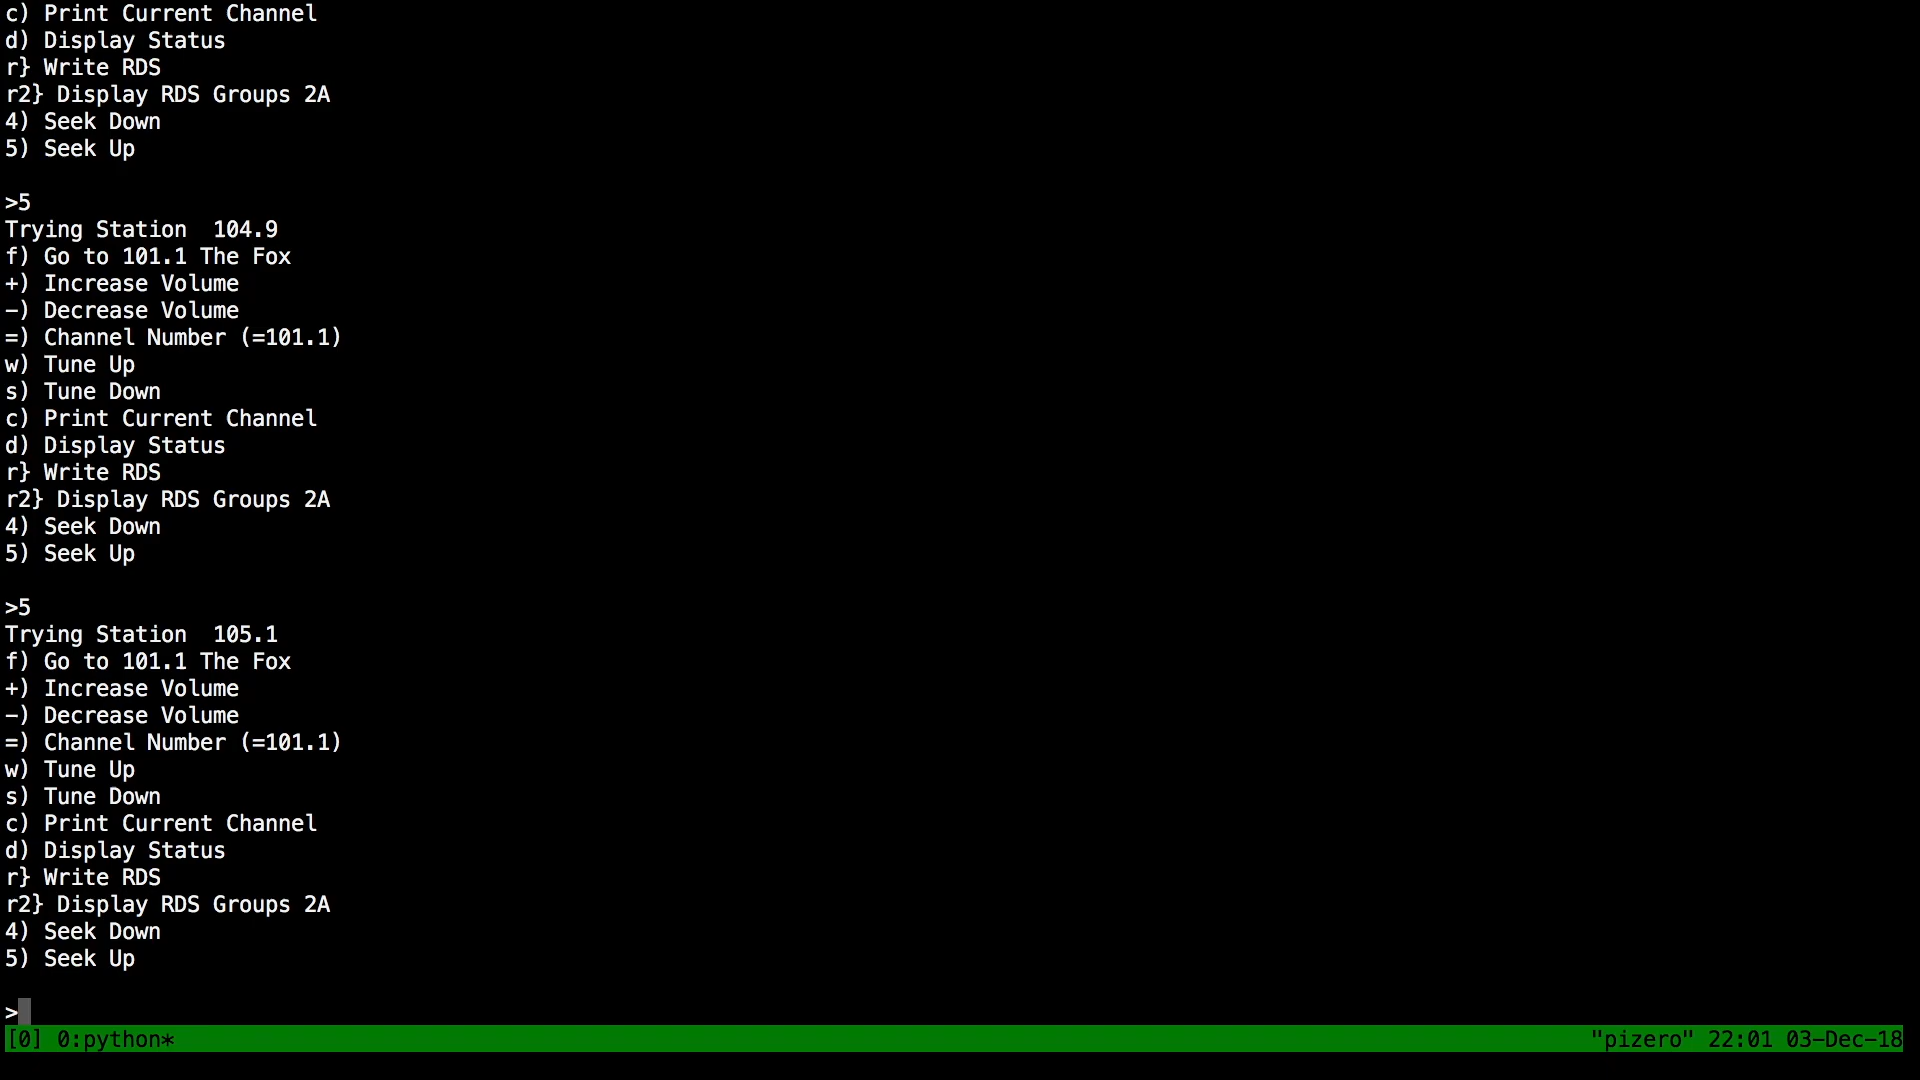 c) Print Current Channel
d) Display Status
r} Write RDS
r2} Display RDS Groups 2A
4) Seek Down
5) Seek Up
>5
Trying Station  104.9
f) Go to 101.1 The Fox
+) Increase Volume
-) Decrease Volume
=) Channel Number (=101.1)
w) Tune Up
s) Tune Down
c) Print Current Channel
d) Display Status
r} Write RDS
r2} Display RDS Groups 2A
4) Seek Down
5) Seek Up
>5
Trying Station  105.1
f) Go to 101.1 The Fox
+) Increase Volume
-) Decrease Volume
=) Channel Number (=101.1)
w) Tune Up
s) Tune Down
c) Print Current Channel
d) Display Status
r} Write RDS
r2} Display RDS Groups 2A
4) Seek Down
5) Seek Up
>
[0] 0:python* "pizero" 22:01 03-Dec-18